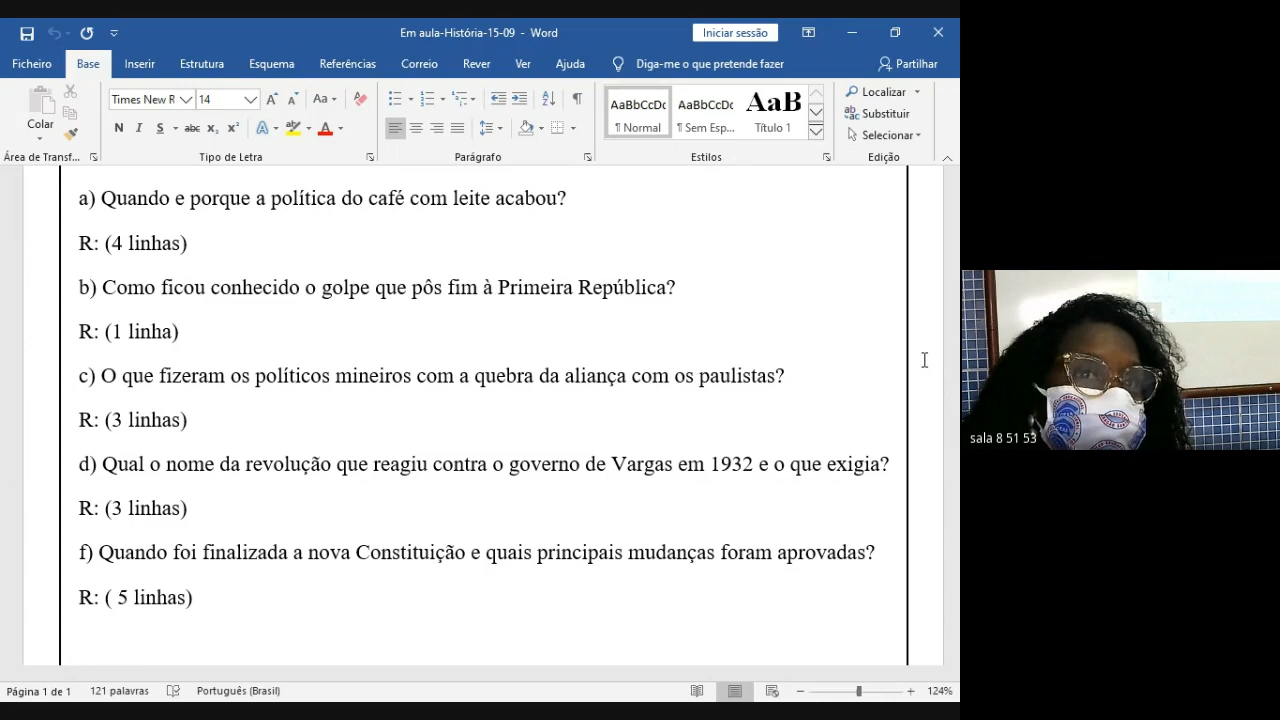 Em aula-História-15-09 - Word
Iniciar sessão
Ficheiro Base Inserir Estrutura Esquema Referências Correio Rever Ver Ajuda Diga-me o que pretende fazer Partilhar
Colar
Times New R 14
Aa
N I S abc x₂ x² A A
AaBbCcDc AaBbCcDc AaBb
¶ Normal ¶ Sem Esp... Título 1
Localizar
Substituir
Selecionar
Área de Transf... Tipo de Letra Parágrafo Estilos Edição
a) Quando e porque a política do café com leite acabou?
R: (4 linhas)
b) Como ficou conhecido o golpe que pôs fim à Primeira República?
R: (1 linha)
c) O que fizeram os políticos mineiros com a quebra da aliança com os paulistas?
R: (3 linhas)
d) Qual o nome da revolução que reagiu contra o governo de Vargas em 1932 e o que exigia?
R: (3 linhas)
f) Quando foi finalizada a nova Constituição e quais principais mudanças foram aprovadas?
R: ( 5 linhas)
sala 8 51 53
Página 1 de 1 121 palavras Português (Brasil) 124%